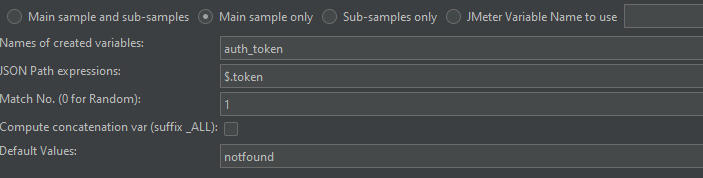 Main sample and sub-samples Main sample only Sub-samples only JMeter Variable Name to use
Names of created variables: auth_token
JSON Path expressions: $.token
Match No. (0 for Random): 1
Compute concatenation var (suffix _ALL):
Default Values: notfound